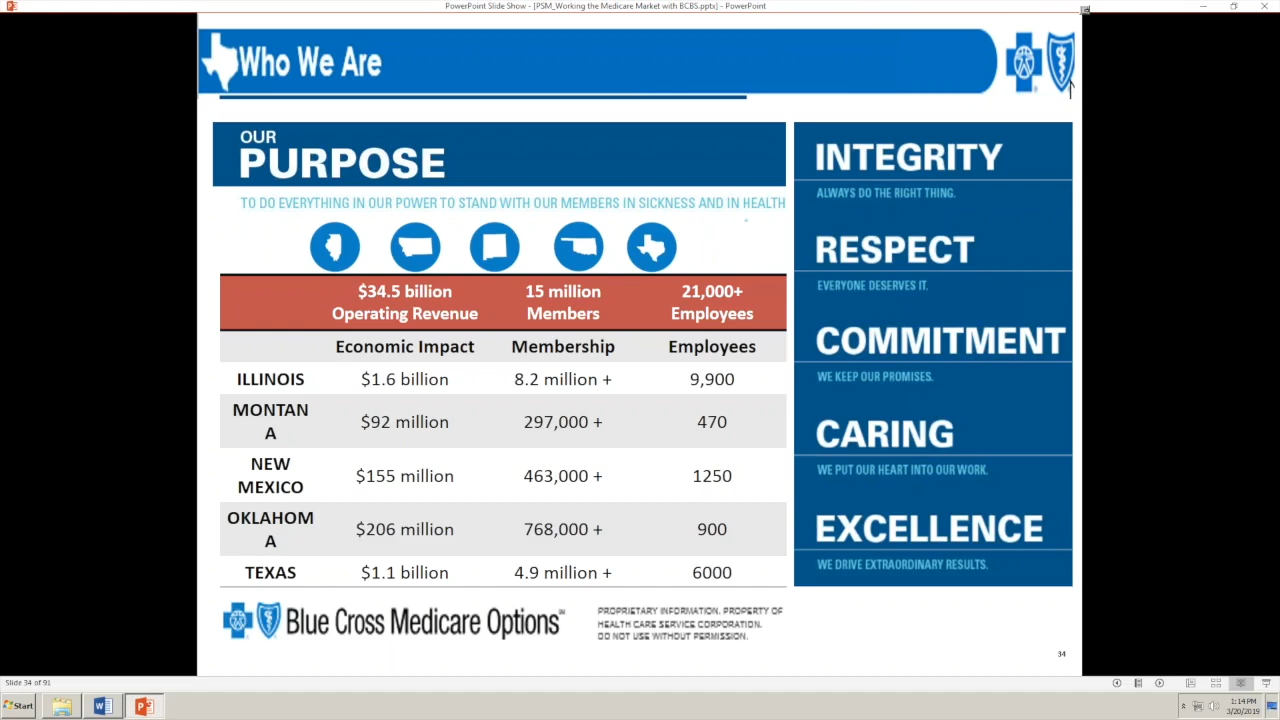 PowerPoint Slide Show - [PSM_Working the Medicare Market with BCBS.pptx] - PowerPoint
Who We Are
OUR
PURPOSE
TO DO EVERYTHING IN OUR POWER TO STAND WITH OUR MEMBERS IN SICKNESS AND IN HEALTH
$34.5 billion 15 million 21,000+
Operating Revenue Members Employees
Economic Impact Membership Employees
ILLINOIS $1.6 billion 8.2 million + 9,900
MONTAN
A $92 million 297,000 + 470
NEW
MEXICO $155 million 463,000 + 1250
OKLAHOM
A $206 million 768,000 + 900
TEXAS $1.1 billion 4.9 million + 6000
INTEGRITY
ALWAYS DO THE RIGHT THING.
RESPECT
EVERYONE DESERVES IT.
COMMITMENT
WE KEEP OUR PROMISES.
CARING
WE PUT OUR HEART INTO OUR WORK.
EXCELLENCE
WE DRIVE EXTRAORDINARY RESULTS.
Blue Cross Medicare Options℠
PROPRIETARY INFORMATION. PROPERTY OF
HEALTH CARE SERVICE CORPORATION.
DO NOT USE WITHOUT PERMISSION.
34
Slide 34 of 91
Start
1:14 PM
3/20/2019